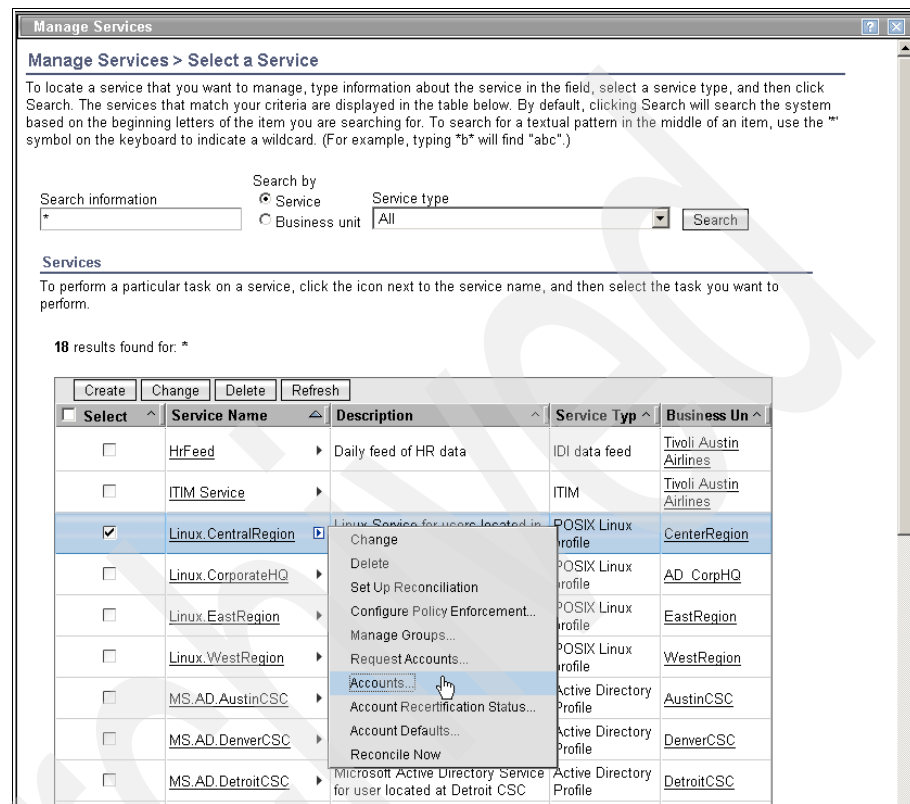 Manage Services
Manage Services > Select a Service
To locate a service that you want to manage, type information about the service in the field, select a service type, and then click
Search. The services that match your criteria are displayed in the table below. By default, clicking Search will search the system
based on the beginning letters of the item you are searching for. To search for a textual pattern in the middle of an item, use the "*"
symbol on the keyboard to indicate a wildcard. (For example, typing *b* will find "abc".)
Search by
Search information
Service
Service type
*
Business unit
All
Search
Services
To perform a particular task on a service, click the icon next to the service name, and then select the task you want to
perform.
18 results found for: *
Create Change Delete Refresh
Select Service Name Description Service Typ Business Un
HrFeed Daily feed of HR data IDI data feed Tivoli Austin
Airlines
ITIM Service ITIM Tivoli Austin
Airlines
Linux.CentralRegion Linux Service for users located in POSIX Linux
profile CenterRegion
Linux.CorporateHQ POSIX Linux
profile AD_CorpHQ
Linux.EastRegion POSIX Linux
profile EastRegion
Linux.WestRegion POSIX Linux
profile WestRegion
MS.AD.AustinCSC Active Directory
Profile AustinCSC
MS.AD.DenverCSC Active Directory
Profile DenverCSC
MS.AD.DetroitCSC Microsoft Active Directory Service Active Directory
for user located at Detroit CSC Profile DetroitCSC
Change
Delete
Set Up Reconciliation
Configure Policy Enforcement...
Manage Groups...
Request Accounts...
Accounts...
Account Recertification Status...
Account Defaults...
Reconcile Now